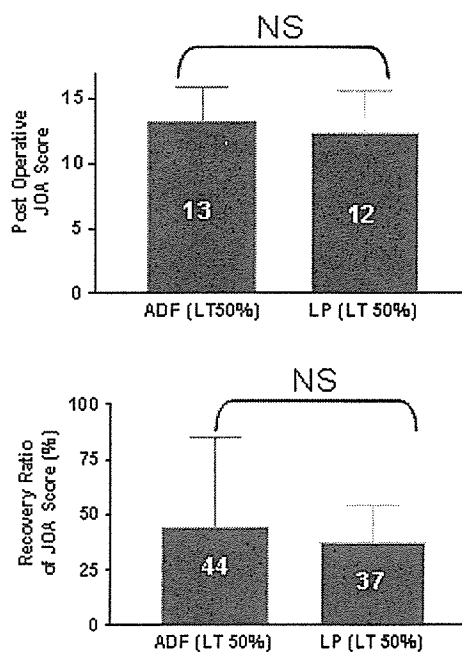 NS
Post Operative
JOA Score
15
10
5
0
13
12
ADF (LT50%)
LP (LT 50%)
NS
Recovery Ratio
of JOA Score (%)
100
75
50
25
0
44
37
ADF (LT 50%)
LP (LT 50%)